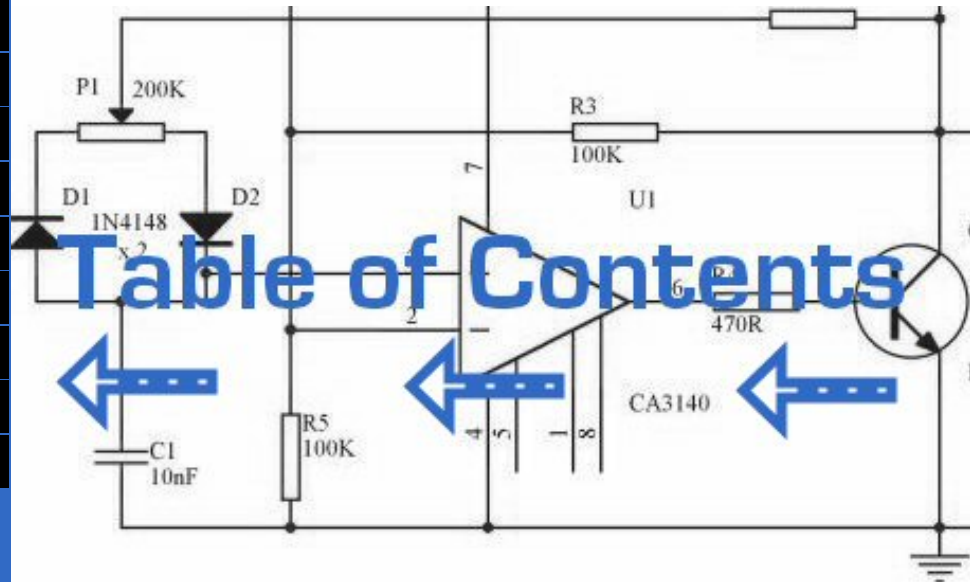 P1 200K
R3
100K
7
U1
D1 D2
1N4148
x 2
Table of Contents
6
2
470R
CA3140
4 5 1 8
R5
100K
C1
10nF